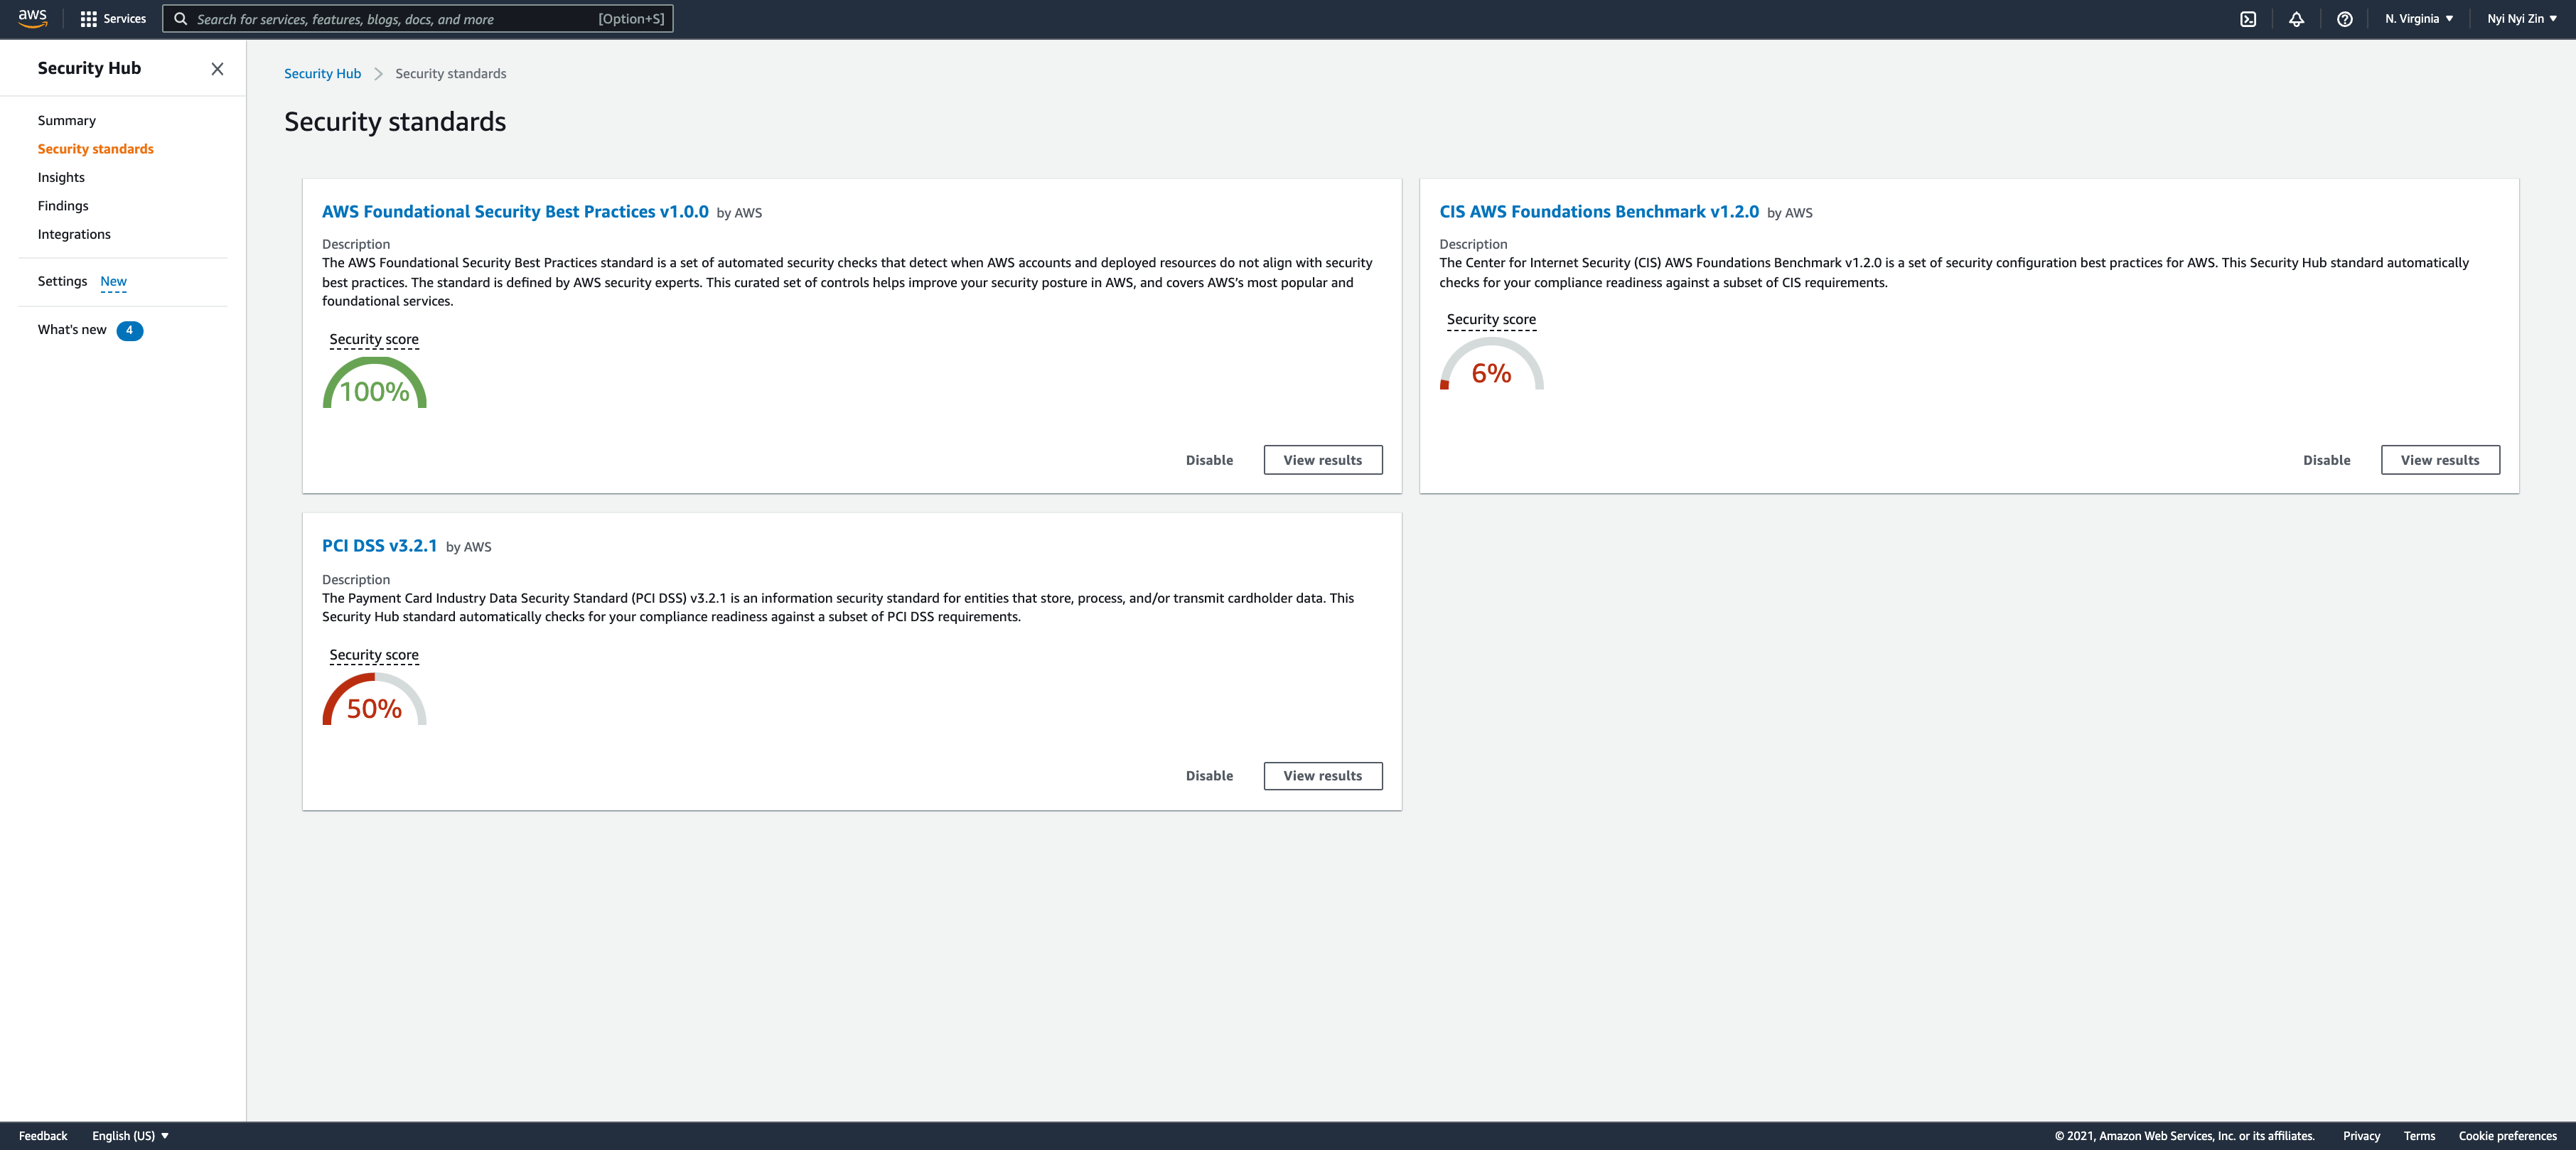 aws
Services
Search for services, features, blogs, docs, and more [Option+S]
N. Virginia
Nyi Nyi Zin
Security Hub
Summary
Security standards
Insights
Findings
Integrations
Settings New
What's new 4
Security Hub Security standards
Security standards
AWS Foundational Security Best Practices v1.0.0 by AWS
Description
The AWS Foundational Security Best Practices standard is a set of automated security checks that detect when AWS accounts and deployed resources do not align with security
best practices. The standard is defined by AWS security experts. This curated set of controls helps improve your security posture in AWS, and covers AWS’s most popular and
foundational services.
Security score
100%
Disable View results
CIS AWS Foundations Benchmark v1.2.0 by AWS
Description
The Center for Internet Security (CIS) AWS Foundations Benchmark v1.2.0 is a set of security configuration best practices for AWS. This Security Hub standard automatically
checks for your compliance readiness against a subset of CIS requirements.
Security score
6%
Disable View results
PCI DSS v3.2.1 by AWS
Description
The Payment Card Industry Data Security Standard (PCI DSS) v3.2.1 is an information security standard for entities that store, process, and/or transmit cardholder data. This
Security Hub standard automatically checks for your compliance readiness against a subset of PCI DSS requirements.
Security score
50%
Disable View results
Feedback English (US)
© 2021, Amazon Web Services, Inc. or its affiliates. Privacy Terms Cookie preferences